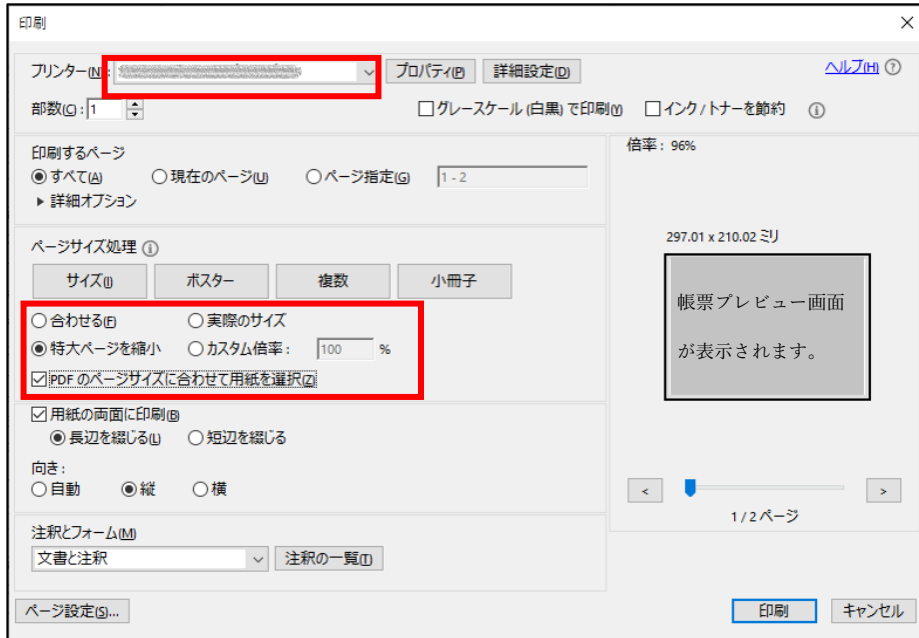 印刷
プリンター(N): プロパティ(P) 詳細設定(D) ヘルプ(H)
部数(C): 1 グレースケール (白黒) で印刷(Y) インク / トナーを節約
印刷するページ
すべて(A) 現在のページ(U) ページ指定(G) 1 - 2
詳細オプション
ページサイズ処理
サイズ(I) ポスター 複数 小冊子
合わせる(F) 実際のサイズ
特大ページを縮小 カスタム倍率: 100 %
PDF のページサイズに合わせて用紙を選択(Z)
用紙の両面に印刷(B)
長辺を綴じる(L) 短辺を綴じる
向き:
自動 縦 横
注釈とフォーム(M)
文書と注釈 注釈の一覧(T)
倍率: 96%
297.01 x 210.02 ミリ
帳票プレビュー画面
が表示されます。
< >
1 / 2 ページ
ページ設定(S)... 印刷 キャンセル